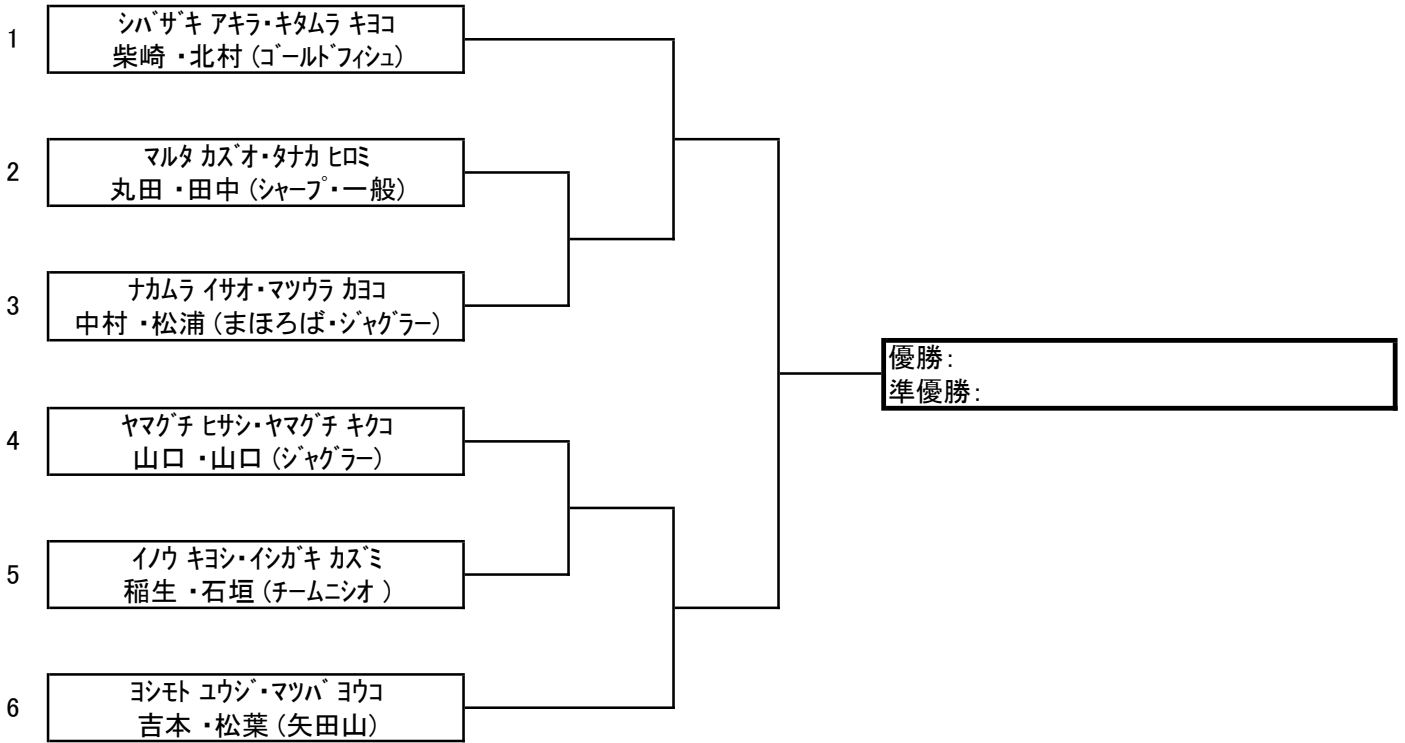 1
ｼﾊﾞｻﾞｷ ｱｷﾗ・ｷﾀﾑﾗ ｷﾖｺ
柴崎 ・北村 (ｺﾞｰﾙﾄﾞﾌｨｼｭ)
2
ﾏﾙﾀ ｶｽﾞｵ・ﾀﾅｶ ﾋﾛﾐ
丸田 ・田中 (ｼｬｰﾌﾟ・一般)
3
ﾅｶﾑﾗ ｲｻｵ・ﾏﾂｳﾗ ｶﾖｺ
中村 ・松浦 (まほろば・ｼﾞｬｸﾞﾗｰ)
優勝：
準優勝：
4
ﾔﾏｸﾞﾁ ﾋｻｼ・ﾔﾏｸﾞﾁ ｷｸｺ
山口 ・山口 (ｼﾞｬｸﾞﾗｰ)
5
ｲﾉｳ ｷﾖｼ・ｲｼｶﾞｷ ｶｽﾞﾐ
稲生 ・石垣 (ﾁｰﾑﾆｼｵ )
6
ﾖｼﾓﾄ ﾕｳｼﾞ・ﾏﾂﾊﾞ ﾖｳｺ
吉本 ・松葉 (矢田山)